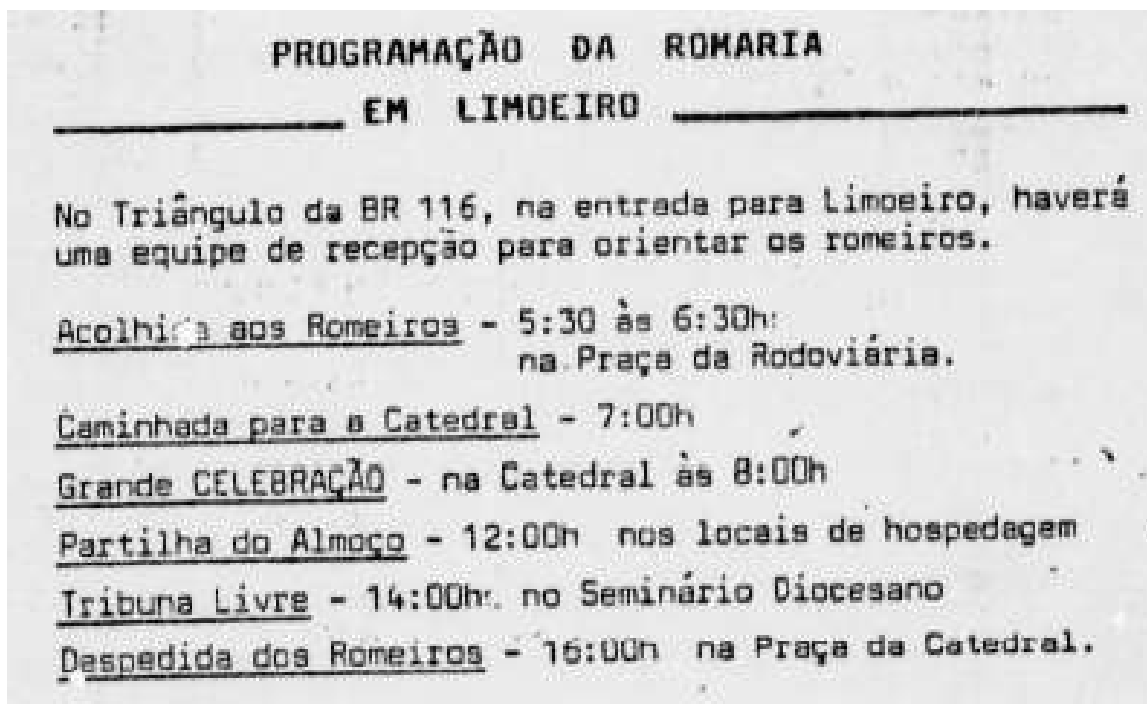 PROGRAMAÇÃO DA ROMARIA
EM LIMOEIRO
No Triângulo da BR 116, na entrada para Limoeiro, haverá
uma equipe de recepção para orientar os romeiros.
Acolhida aos Romeiros - 5:30 às 6:30h
na Praça da Rodoviária.
Caminhada para a Catedral - 7:00h
Grande CELEBRAÇÃO - na Catedral às 8:00h
Partilha do Almoço - 12:00h nos locais de hospedagem
Tribuna Livre - 14:00h. no Seminário Diocesano
Despedida dos Romeiros - 16:00h na Praça da Catedral.